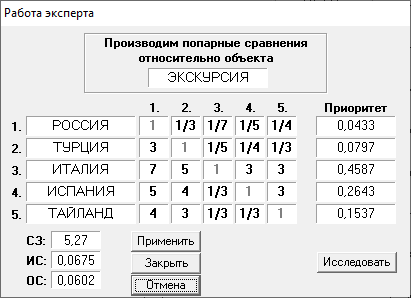 Работа эксперта
Производим попарные сравнения
относительно объекта
ЭКСКУРСИЯ
1. 2. 3. 4. 5. Приоритет
1. РОССИЯ 1 1/3 1/7 1/5 1/4 0,0433
2. ТУРЦИЯ 3 1 1/5 1/4 1/3 0,0797
3. ИТАЛИЯ 7 5 1 3 3 0,4587
4. ИСПАНИЯ 5 4 1/3 1 3 0,2643
5. ТАЙЛАНД 4 3 1/3 1/3 1 0,1537
СЗ: 5,27 Применить
ИС: 0,0675 Закрыть Исследовать
ОС: 0,0602 Отмена